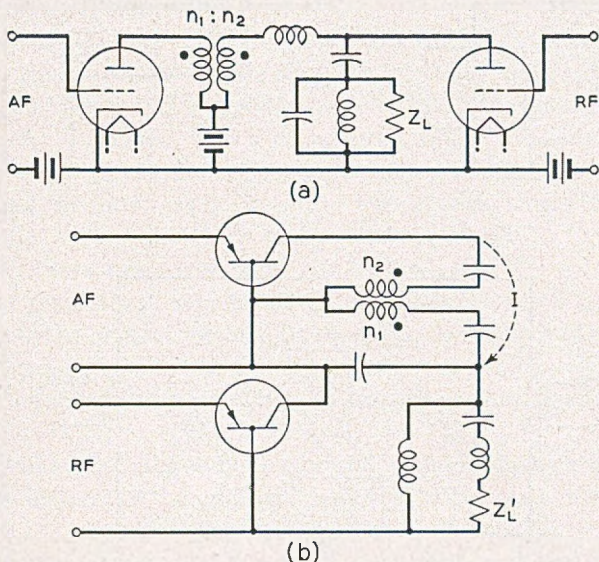 n₁ : n₂
AF
RF
Z_L
(a)
n₂
AF
I
n₁
RF
Z_L'
(b)